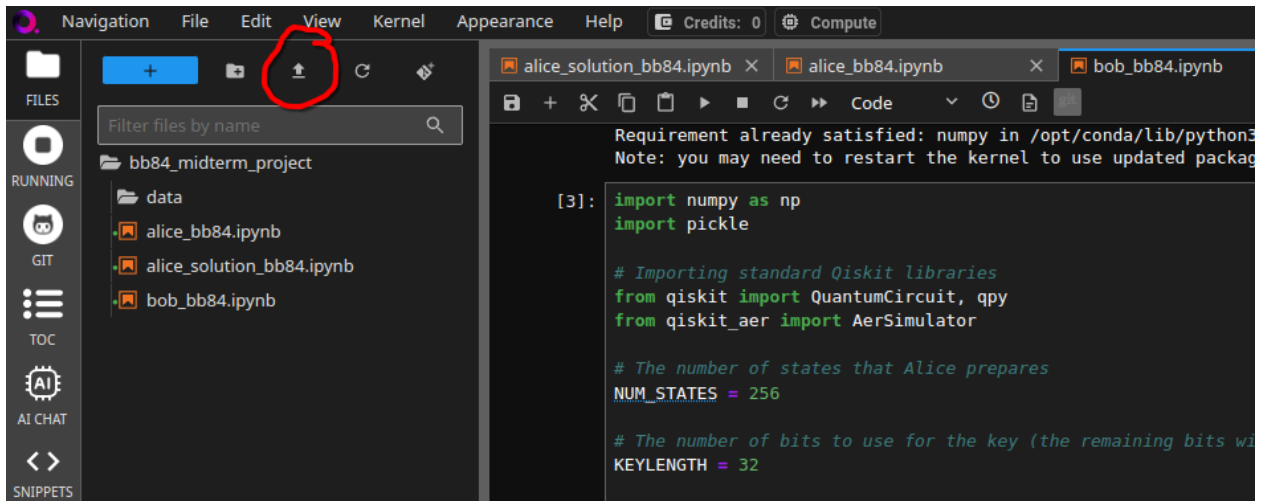 Navigation File Edit View Kernel Appearance Help Credits: 0 Compute
FILES
RUNNING
GIT
TOC
AI CHAT
SNIPPETS
+
Filter files by name
bb84_midterm_project
data
alice_bb84.ipynb
alice_solution_bb84.ipynb
bob_bb84.ipynb
alice_solution_bb84.ipynb × alice_bb84.ipynb × bob_bb84.ipynb
Code git
Requirement already satisfied: numpy in /opt/conda/lib/python3
Note: you may need to restart the kernel to use updated packag
[3]: import numpy as np
import pickle
# Importing standard Qiskit libraries
from qiskit import QuantumCircuit, qpy
from qiskit_aer import AerSimulator
# The number of states that Alice prepares
NUM_STATES = 256
# The number of bits to use for the key (the remaining bits wi
KEYLENGTH = 32